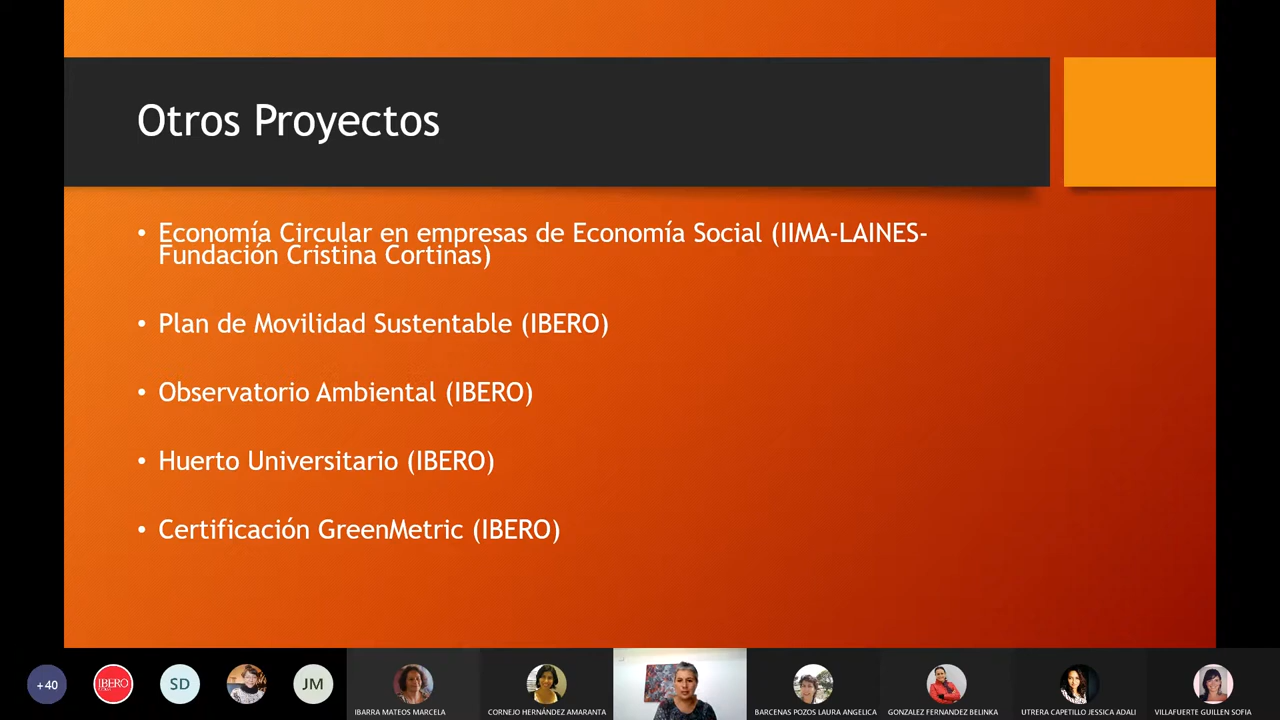 Otros Proyectos
• Economía Circular en empresas de Economía Social (IIMA-LAINES-
Fundación Cristina Cortinas)
• Plan de Movilidad Sustentable (IBERO)
• Observatorio Ambiental (IBERO)
• Huerto Universitario (IBERO)
• Certificación GreenMetric (IBERO)
+40
IBERO
SD
JM
IBARRA MATEOS MARCELA
CORNEJO HERNÁNDEZ AMARANTA
BARCENAS POZOS LAURA ANGELICA
GONZALEZ FERNANDEZ BELINKA
UTRERA CAPETILLO JESSICA ADALI
VILLAFUERTE GUILLEN SOFIA